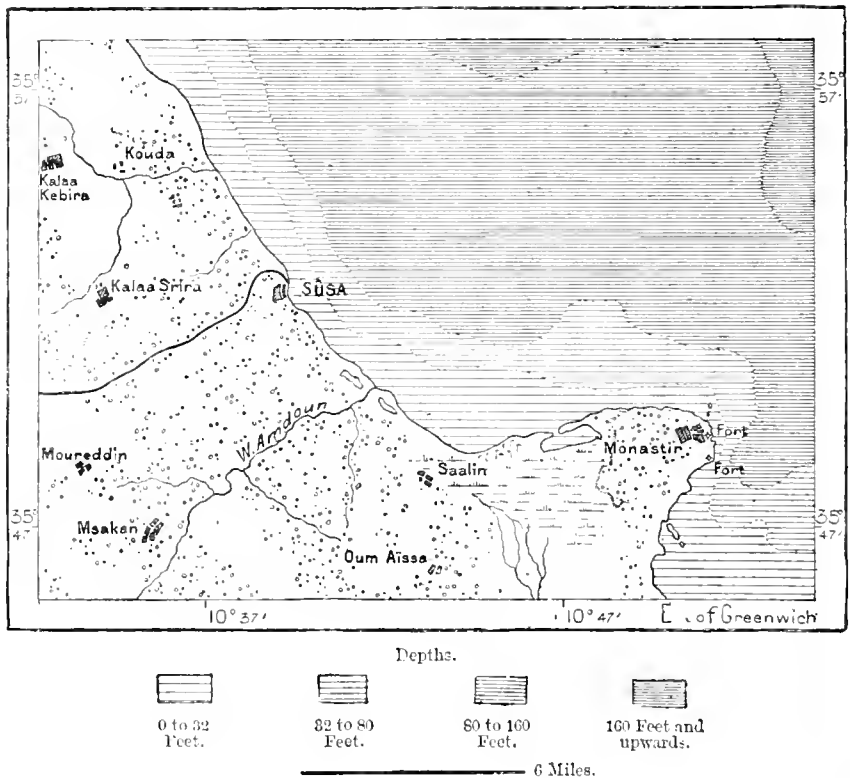 35°
57'
35°
57'
Kouda
Kalaa
Kebira
Kalaa Srira
SÛSA
W. Amdoun
Moureddin
Monastir
Fort
Saalin
Fort
Msaken
35°
47'
35°
47'
Oum Aïssa
10° 37'
10° 47'
E. of Greenwich
Depths.
0 to 32
Feet.
32 to 80
Feet.
80 to 160
Feet.
160 Feet and
upwards.
6 Miles.